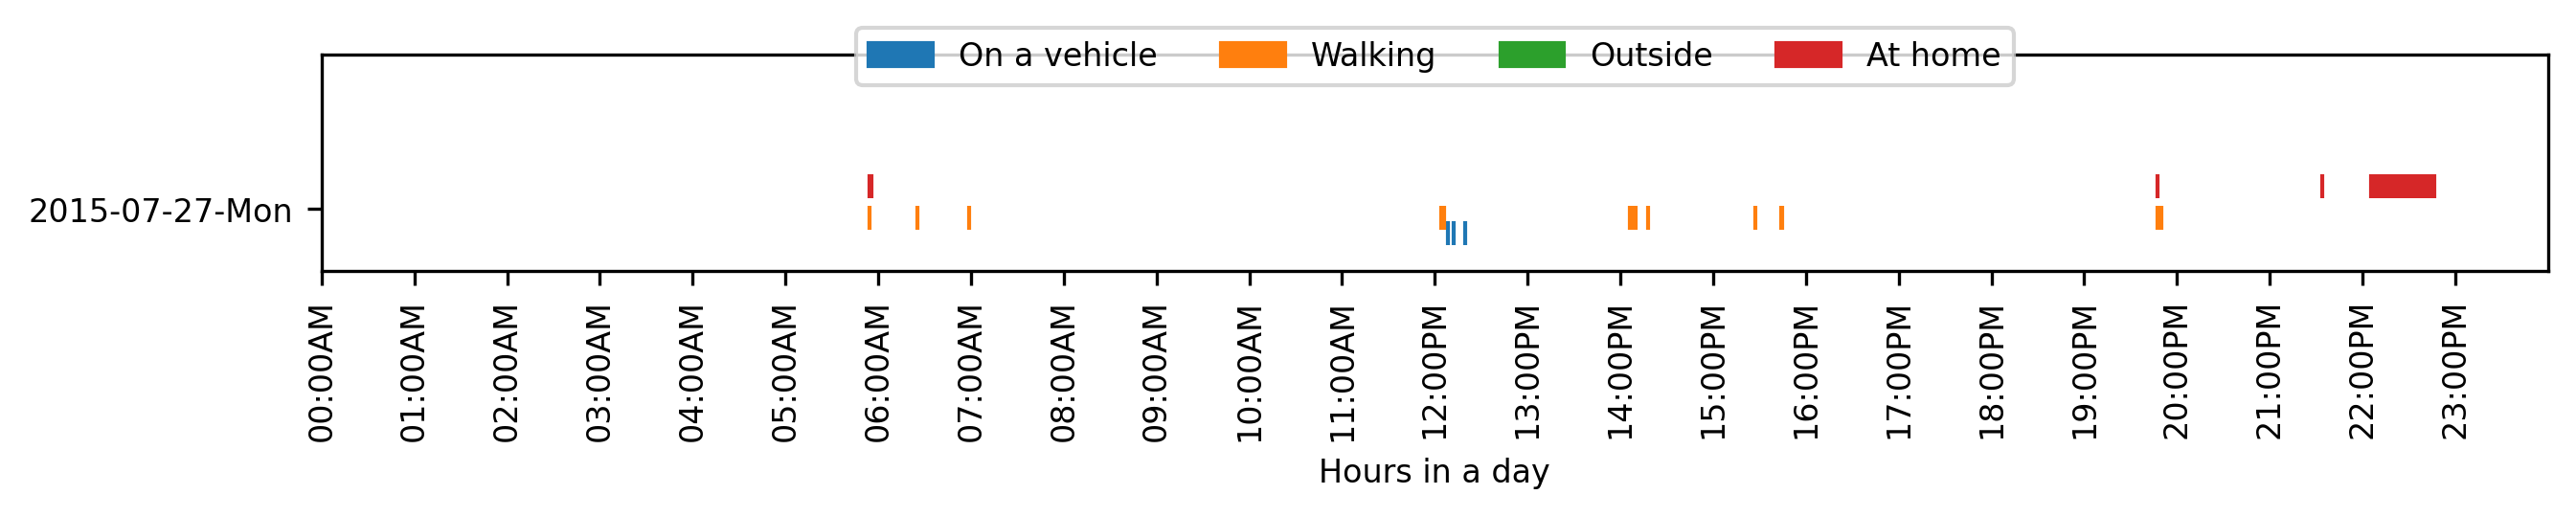 On a vehicle Walking Outside At home
2015-07-27-Mon
00:00AM 01:00AM 02:00AM 03:00AM 04:00AM 05:00AM 06:00AM 07:00AM 08:00AM 09:00AM 10:00AM 11:00AM 12:00PM 13:00PM 14:00PM 15:00PM 16:00PM 17:00PM 18:00PM 19:00PM 20:00PM 21:00PM 22:00PM 23:00PM
Hours in a day